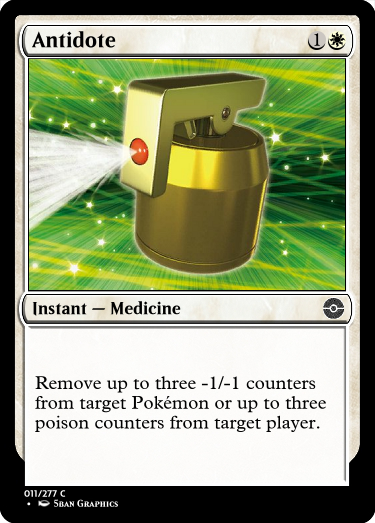 Antidote 1
Instant — Medicine
Remove up to three -1/-1 counters
from target Pokémon or up to three
poison counters from target player.
011/277 C
• Sban Graphics